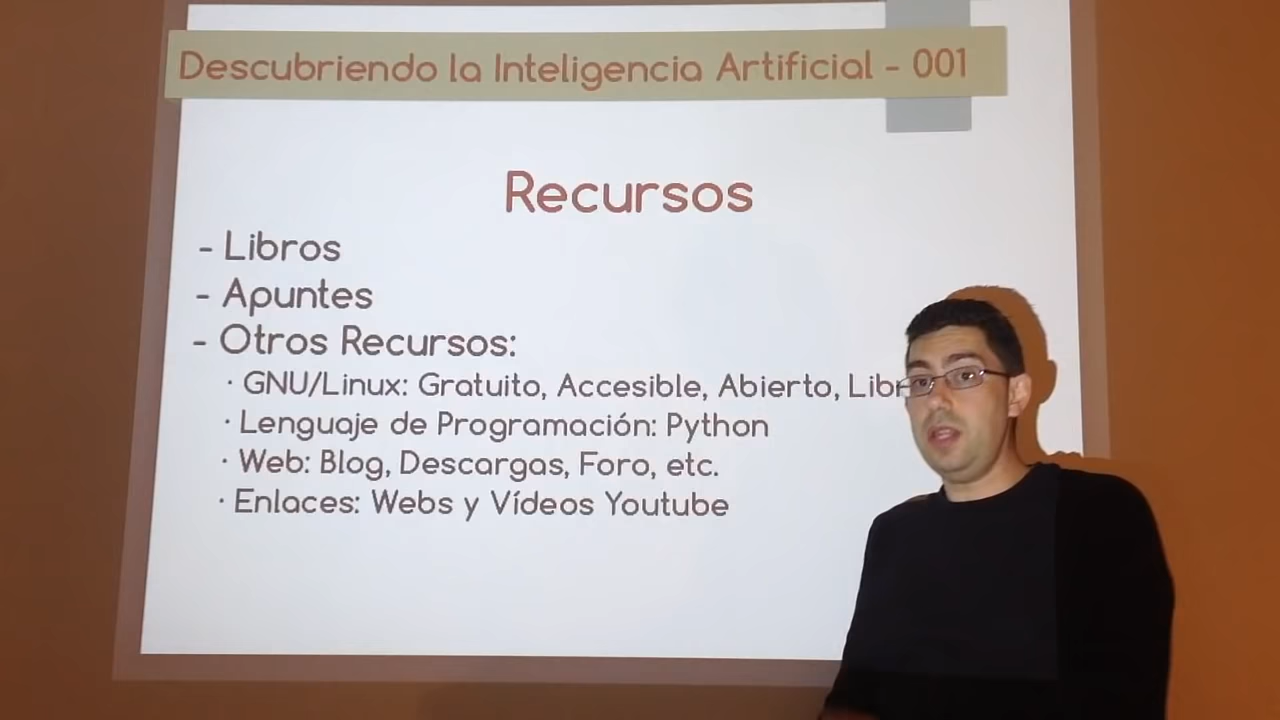 Descubriendo la Inteligencia Artificial - 001
Recursos
- Libros
- Apuntes
- Otros Recursos:
· GNU/Linux: Gratuito, Accesible, Abierto,
· Lenguaje de Programación: Python
· Web: Blog, Descargas, Foro, etc.
· Enlaces: Webs y Vídeos Youtube